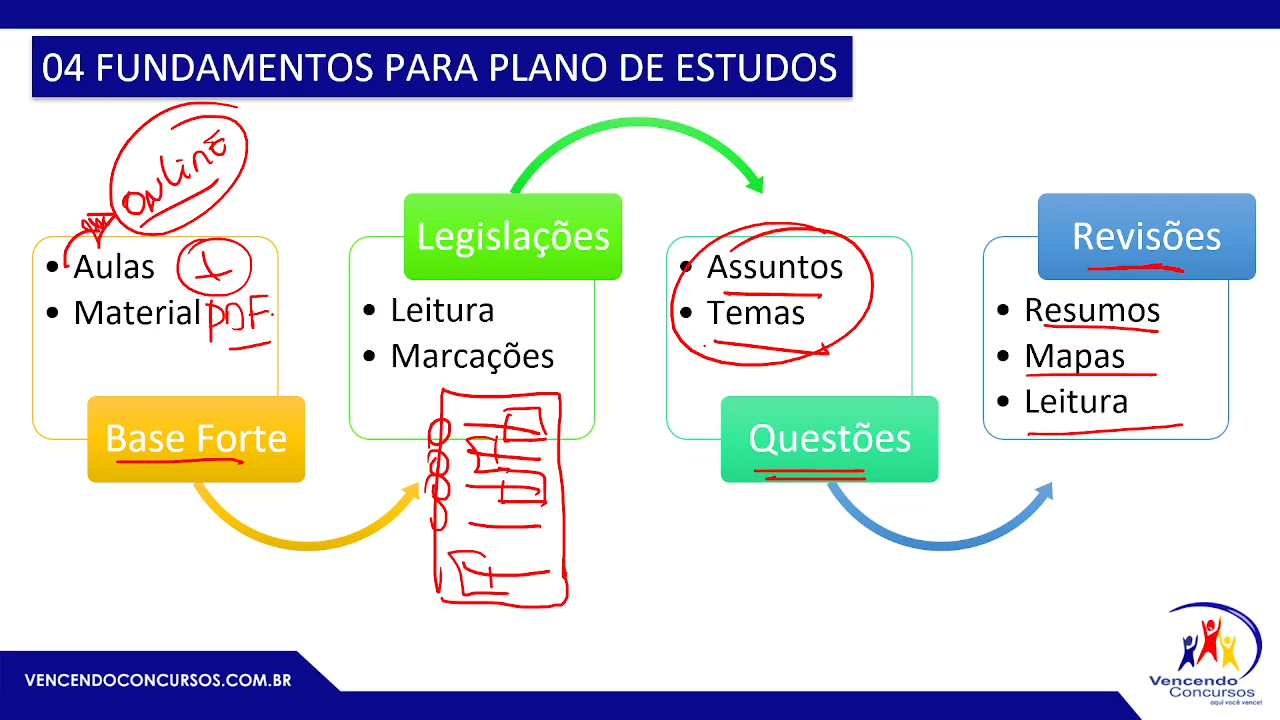 04 FUNDAMENTOS PARA PLANO DE ESTUDOS
ONLINE
• Aulas 1
• Material PDF
Base Forte
Legislações
• Leitura
• Marcações
• Assuntos
• Temas
Questões
Revisões
• Resumos
• Mapas
• Leitura
VENCENDOCONCURSOS.COM.BR
Vencendo
Concursos
aqui você vence!